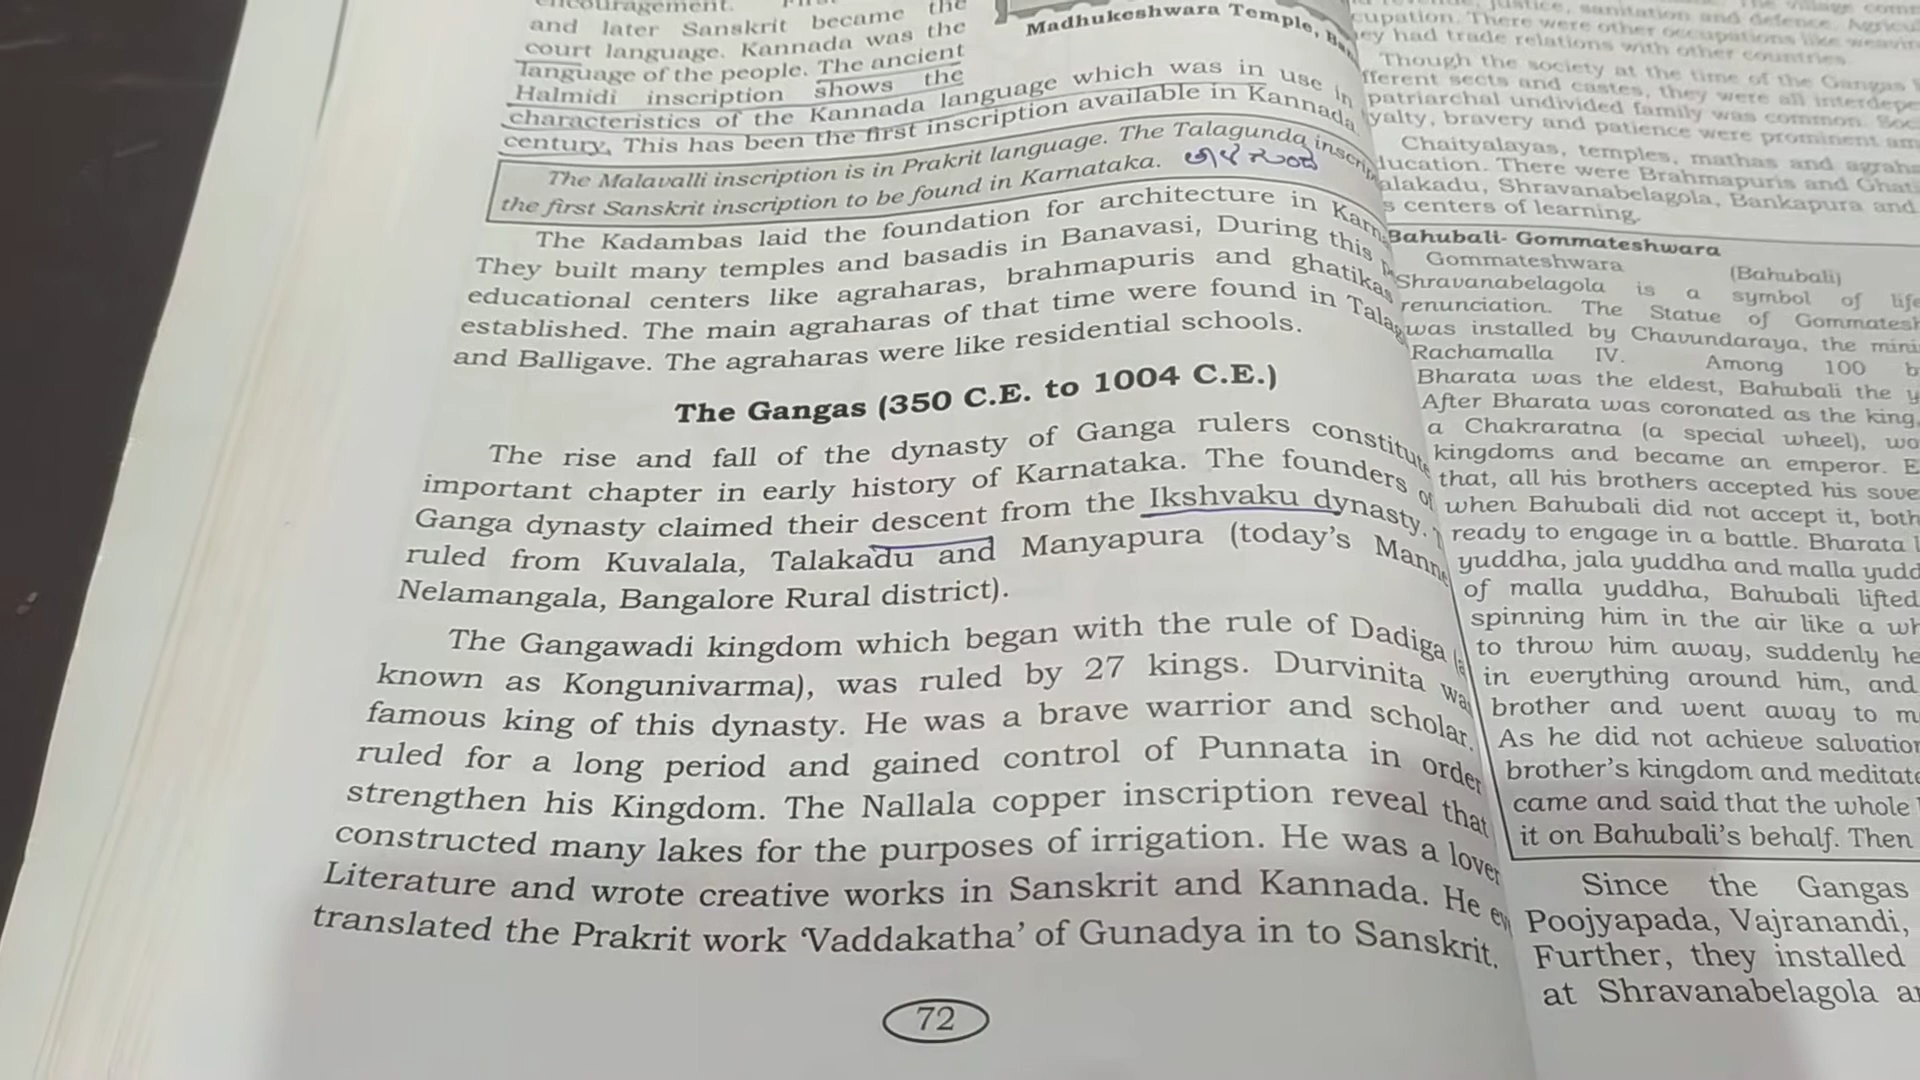 and later Sanskrit became the
court language. Kannada was the
language of the people. The ancient
Halmidi inscription shows the
characteristics of the Kannada language which was in use in
century. This has been the first inscription available in Kannada.
Madhukeshwara Temple,
The Malavalli inscription is in Prakrit language. The Talagunda
the first Sanskrit inscription to be found in Karnataka.
The Kadambas laid the foundation for architecture in
They built many temples and basadis in Banavasi, During this
educational centers like agraharas, brahmapuris and ghatikas
established. The main agraharas of that time were found in
and Balligave. The agraharas were like residential schools.
The Gangas (350 C.E. to 1004 C.E.)
The rise and fall of the dynasty of Ganga rulers constitute
important chapter in early history of Karnataka. The founders of
Ganga dynasty claimed their descent from the Ikshvaku dynasty.
ruled from Kuvalala, Talakadu and Manyapura (today's
Nelamangala, Bangalore Rural district).
The Gangawadi kingdom which began with the rule of Dadiga
known as Kongunivarma), was ruled by 27 kings. Durvinita
famous king of this dynasty. He was a brave warrior and scholar.
ruled for a long period and gained control of Punnata in order
strengthen his Kingdom. The Nallala copper inscription reveal that
constructed many lakes for the purposes of irrigation. He was a lover
Literature and wrote creative works in Sanskrit and Kannada. He
translated the Prakrit work 'Vaddakatha' of Gunadya in to Sanskrit.
72
justice, sanitation and defence.
There were other occupations like
had trade relations with other countries.
Though the society at the time of the Gangas
sects and castes, they were all
patriarchal undivided family was common.
bravery and patience were prominent
Chaityalayas, temples, mathas and
There were Brahmapuris and
Shravanabelagola, Bankapura and
centers of learning.
Bahubali- Gommateshwara
Gommateshwara (Bahubali)
Shravanabelagola is a symbol of
renunciation. The Statue of
was installed by Chavundaraya, the
Rachamalla IV. Among 100
Bharata was the eldest, Bahubali the
After Bharata was coronated as the king,
a Chakraratna (a special wheel),
kingdoms and became an emperor.
that, all his brothers accepted his
when Bahubali did not accept it, both
ready to engage in a battle. Bharata
yuddha, jala yuddha and malla
of malla yuddha, Bahubali lifted
spinning him in the air like a
to throw him away, suddenly he
in everything around him, and
brother and went away to
As he did not achieve
brother's kingdom and
came and said that the whole
it on Bahubali's behalf. Then
Since the Gangas
Poojyapada, Vajranandi,
Further, they installed
at Shravanabelagola